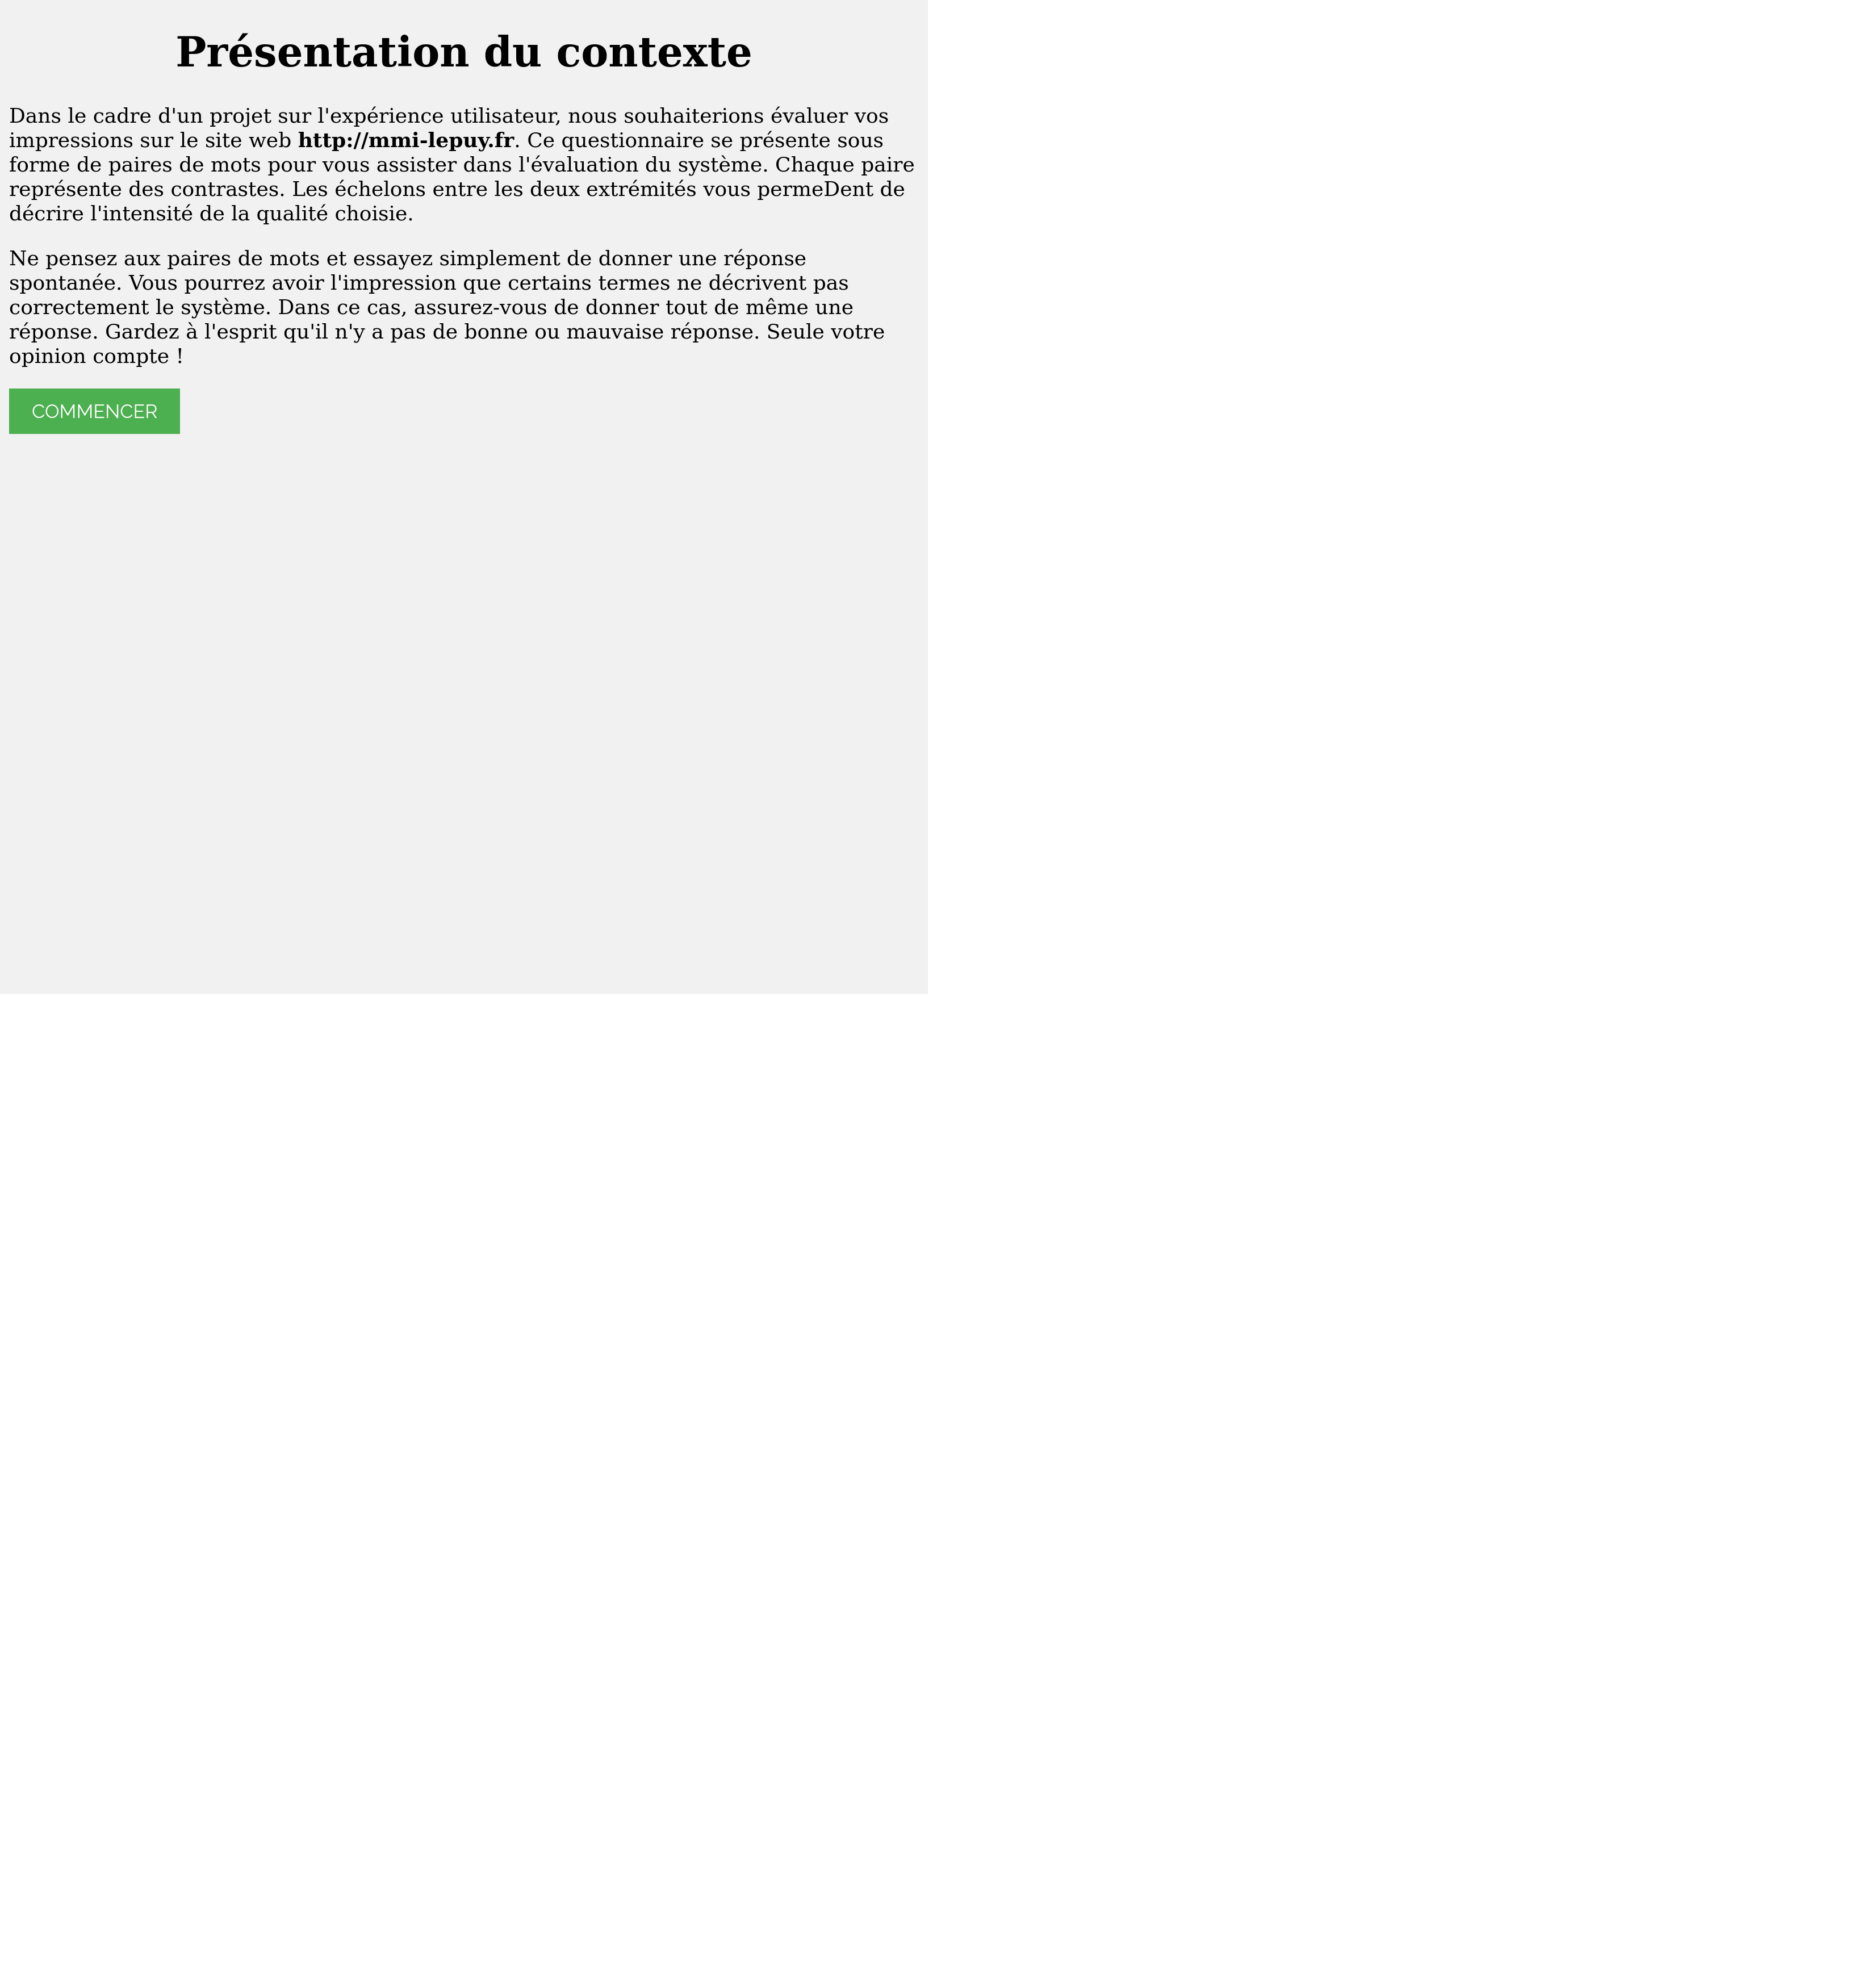 Présentation du contexte
Dans le cadre d'un projet sur l'expérience utilisateur, nous souhaiterions évaluer vos
impressions sur le site web http://mmi-lepuy.fr. Ce questionnaire se présente sous
forme de paires de mots pour vous assister dans l'évaluation du système. Chaque paire
représente des contrastes. Les échelons entre les deux extrémités vous permeDent de
décrire l'intensité de la qualité choisie.
Ne pensez aux paires de mots et essayez simplement de donner une réponse
spontanée. Vous pourrez avoir l'impression que certains termes ne décrivent pas
correctement le système. Dans ce cas, assurez-vous de donner tout de même une
réponse. Gardez à l'esprit qu'il n'y a pas de bonne ou mauvaise réponse. Seule votre
opinion compte !
COMMENCER